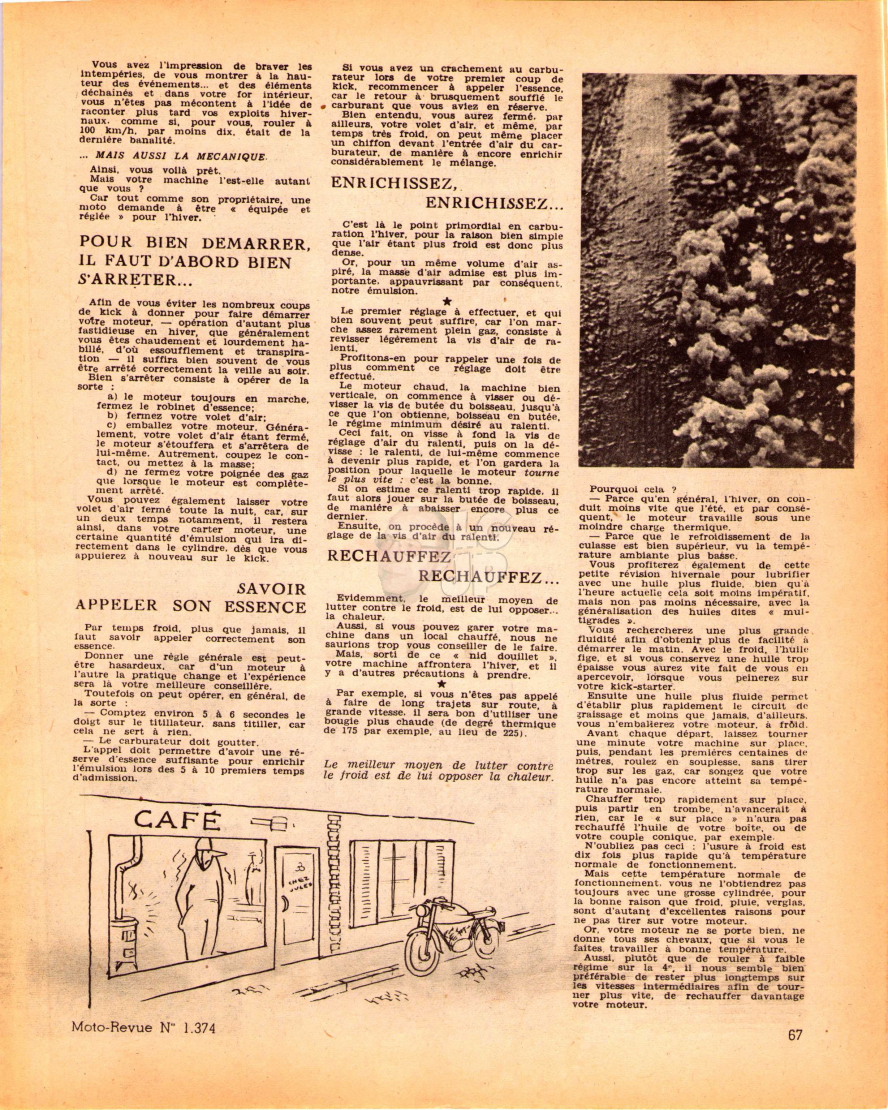 Vous avez l'impression de braver les
intempéries, de vous montrer à la hau-
teur des événements... et des éléments
déchaînés et dans votre for intérieur,
vous n'êtes pas mécontent à l'idée de
raconter plus tard vos exploits hiver-
naux, comme si, pour vous, rouler à
100 km/h, par moins dix, était de la
dernière banalité.
... MAIS AUSSI LA MECANIQUE.
Ainsi, vous voilà prêt.
Mais votre machine l'est-elle autant
que vous ?
Car tout comme son propriétaire, une
moto demande à être « équipée et
réglée » pour l'hiver.
POUR BIEN DEMARRER,
IL FAUT D'ABORD BIEN
S'ARRETER...
Afin de vous éviter les nombreux coups
de kick à donner pour faire démarrer
votre moteur, — opération d'autant plus
fastidieuse en hiver, que généralement
vous êtes chaudement et lourdement ha-
billé, d'où essoufflement et transpira-
tion — il suffira bien souvent de vous
être arrêté correctement la veille au soir.
Bien s'arrêter consiste à opérer de la
sorte :
a) le moteur toujours en marche,
fermez le robinet d'essence;
b) fermez votre volet d'air;
c) emballez votre moteur. Généra-
lement, votre volet d'air étant fermé,
le moteur s'étouffera et s'arrêtera de
lui-même. Autrement, coupez le con-
tact, ou mettez à la masse;
d) ne fermez votre poignée des gaz
que lorsque le moteur est complète-
ment arrêté.
Vous pouvez également laisser votre
volet d'air fermé toute la nuit, car, sur
un deux temps notamment, il restera
ainsi, dans votre carter moteur, une
certaine quantité d'émulsion qui ira di-
rectement dans le cylindre, dès que vous
appuierez à nouveau sur le kick.
SAVOIR
APPELER SON ESSENCE
Par temps froid, plus que jamais, il
faut savoir appeler correctement son
essence.
Donner une règle générale est peut-
être hasardeux, car d'un moteur à
l'autre la pratique change et l'expérience
sera là votre meilleure conseillère.
Toutefois on peut opérer, en général, de
la sorte :
— Comptez environ 5 à 6 secondes le
doigt sur le titillateur, sans titiller, car
cela ne sert à rien.
— Le carburateur doit goutter.
L'appel doit permettre d'avoir une ré-
serve d'essence suffisante pour enrichir
l'émulsion lors des 5 à 10 premiers temps
d'admission.
Si vous avez un crachement au carbu-
rateur lors de votre premier coup de
kick, recommencer à appeler l'essence,
car le retour à brusquement soufflé le
carburant que vous aviez en réserve.
Bien entendu, vous aurez fermé, par
ailleurs, votre volet d'air, et même, par
temps très froid, on peut même placer
un chiffon devant l'entrée d'air du car-
burateur, de manière à encore enrichir
considérablement le mélange.
ENRICHISSEZ,
ENRICHISSEZ...
C'est là le point primordial en carbu-
ration l'hiver, pour la raison bien simple
que l'air étant plus froid est donc plus
dense.
Or, pour un même volume d'air as-
piré, la masse d'air admise est plus im-
portante, appauvrissant par conséquent,
notre émulsion.
★
Le premier réglage à effectuer, et qui
bien souvent peut suffire, car l'on mar-
che assez rarement plein gaz, consiste à
revisser légèrement la vis d'air de ra-
lenti.
Profitons-en pour rappeler une fois de
plus comment ce réglage doit être
effectué.
Le moteur chaud, la machine bien
verticale, on commence à visser ou dé-
visser la vis de butée du boisseau, jusqu'à
ce que l'on obtienne, boisseau en butée,
le régime minimum désiré au ralenti.
Ceci fait, on visse à fond la vis de
réglage d'air du ralenti, puis on la dé-
visse : le ralenti, de lui-même commence
à devenir plus rapide, et l'on gardera la
position pour laquelle le moteur tourne
le plus vite : c'est la bonne.
Si on estime ce ralenti trop rapide, il
faut alors jouer sur la butée de boisseau,
de manière à abaisser encore plus ce
dernier.
Ensuite, on procède à un nouveau ré-
glage de la vis d'air du ralenti.
RECHAUFFEZ
RECHAUFFEZ...
Evidemment, le meilleur moyen de
lutter contre le froid, est de lui opposer...
la chaleur.
Aussi, si vous pouvez garer votre ma-
chine dans un local chauffé, nous ne
saurions trop vous conseiller de le faire.
Mais, sorti de ce « nid douillet »,
votre machine affrontera l'hiver, et il
y a d'autres précautions à prendre.
★
Par exemple, si vous n'êtes pas appelé
à faire de long trajets sur route, à
grande vitesse, il sera bon d'utiliser une
bougie plus chaude (de degré thermique
de 175 par exemple, au lieu de 225).
Le meilleur moyen de lutter contre
le froid est de lui opposer la chaleur.
CAFÉ
CHEZ
JULES
Pourquoi cela ?
— Parce qu'en général, l'hiver, on con-
duit moins vite que l'été, et par consé-
quent, le moteur travaille sous une
moindre charge thermique.
— Parce que le refroidissement de la
culasse est bien supérieur, vu la tempé-
rature ambiante plus basse.
Vous profiterez également de cette
petite révision hivernale pour lubrifier
avec une huile plus fluide, bien qu'à
l'heure actuelle cela soit moins impératif,
mais non pas moins nécessaire, avec la
généralisation des huiles dites « mul-
tigrades ».
Vous rechercherez une plus grande
fluidité afin d'obtenir plus de facilité à
démarrer le matin. Avec le froid, l'huile
fige, et si vous conservez une huile trop
épaisse vous aurez vite fait de vous en
apercevoir, lorsque vous peinerez sur
votre kick-starter.
Ensuite une huile plus fluide permet
d'établir plus rapidement le circuit de
graissage et moins que jamais, d'ailleurs,
vous n'emballerez votre moteur, à froid.
Avant chaque départ, laissez tourner
une minute votre machine sur place,
puis, pendant les premières centaines de
mètres, roulez en souplesse, sans tirer
trop sur les gaz, car songez que votre
huile n'a pas encore atteint sa tempé-
rature normale.
Chauffer trop rapidement sur place,
puis partir en trombe, n'avancerait à
rien, car le « sur place » n'aura pas
rechauffé l'huile de votre boîte, ou de
votre couple conique, par exemple.
N'oubliez pas ceci : l'usure à froid est
dix fois plus rapide qu'à température
normale de fonctionnement.
Mais cette température normale de
fonctionnement, vous ne l'obtiendrez pas
toujours avec une grosse cylindrée, pour
la bonne raison que froid, pluie, verglas,
sont d'autant d'excellentes raisons pour
ne pas tirer sur votre moteur.
Or, votre moteur ne se porte bien, ne
donne tous ses chevaux, que si vous le
faites travailler à bonne température.
Aussi, plutôt que de rouler à faible
régime sur la 4e, il nous semble bien
préférable de rester plus longtemps sur
les vitesses intermédiaires afin de tour-
ner plus vite, de rechauffer davantage
votre moteur.
Moto-Revue N° 1.374
67